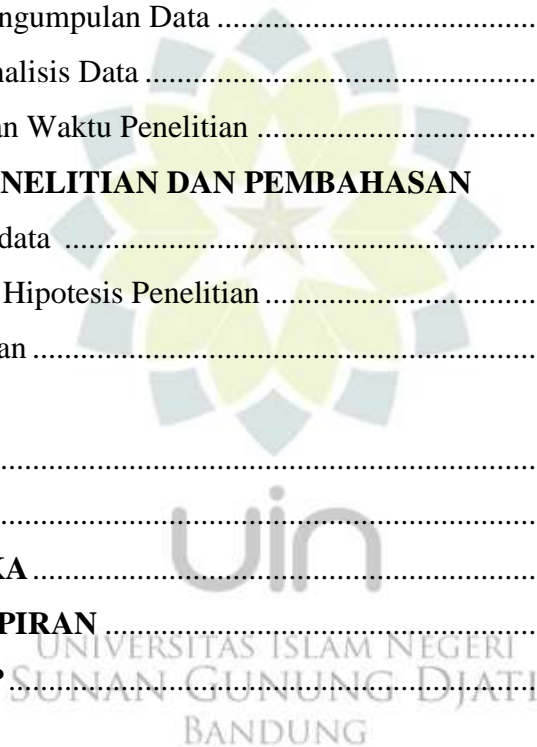 ngumpulan Data ................................................
nalisis Data ................................................
an Waktu Penelitian ................................................
NELITIAN DAN PEMBAHASAN
data ................................................
Hipotesis Penelitian ................................................
an ................................................
................................................
................................................
KA ................................................
PIRAN ................................................
UNIVERSITAS ISLAM NEGERI
SUNAN GUNUNG DJATI
BANDUNG
uin